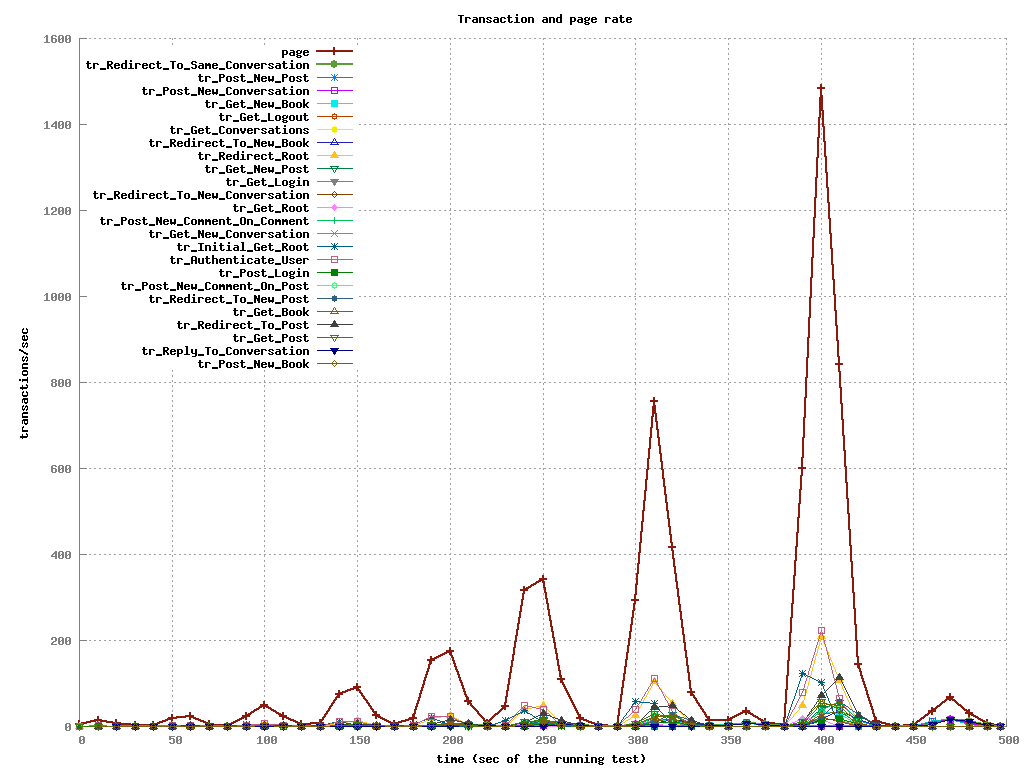 Transaction and page rate
1600
1400
1200
1000
800
600
400
200
0
transactions/sec
page
tr_Redirect_To_Same_Conversation
tr_Post_New_Post
tr_Post_New_Conversation
tr_Get_New_Book
tr_Get_Logout
tr_Get_Conversations
tr_Redirect_To_New_Book
tr_Redirect_Root
tr_Get_New_Post
tr_Get_Login
tr_Redirect_To_New_Conversation
tr_Get_Root
tr_Post_New_Comment_On_Comment
tr_Get_New_Conversation
tr_Initial_Get_Root
tr_Authenticate_User
tr_Post_Login
tr_Post_New_Comment_On_Post
tr_Redirect_To_New_Post
tr_Get_Book
tr_Redirect_To_Post
tr_Get_Post
tr_Reply_To_Conversation
tr_Post_New_Book
0 50 100 150 200 250 300 350 400 450 500
time (sec of the running test)